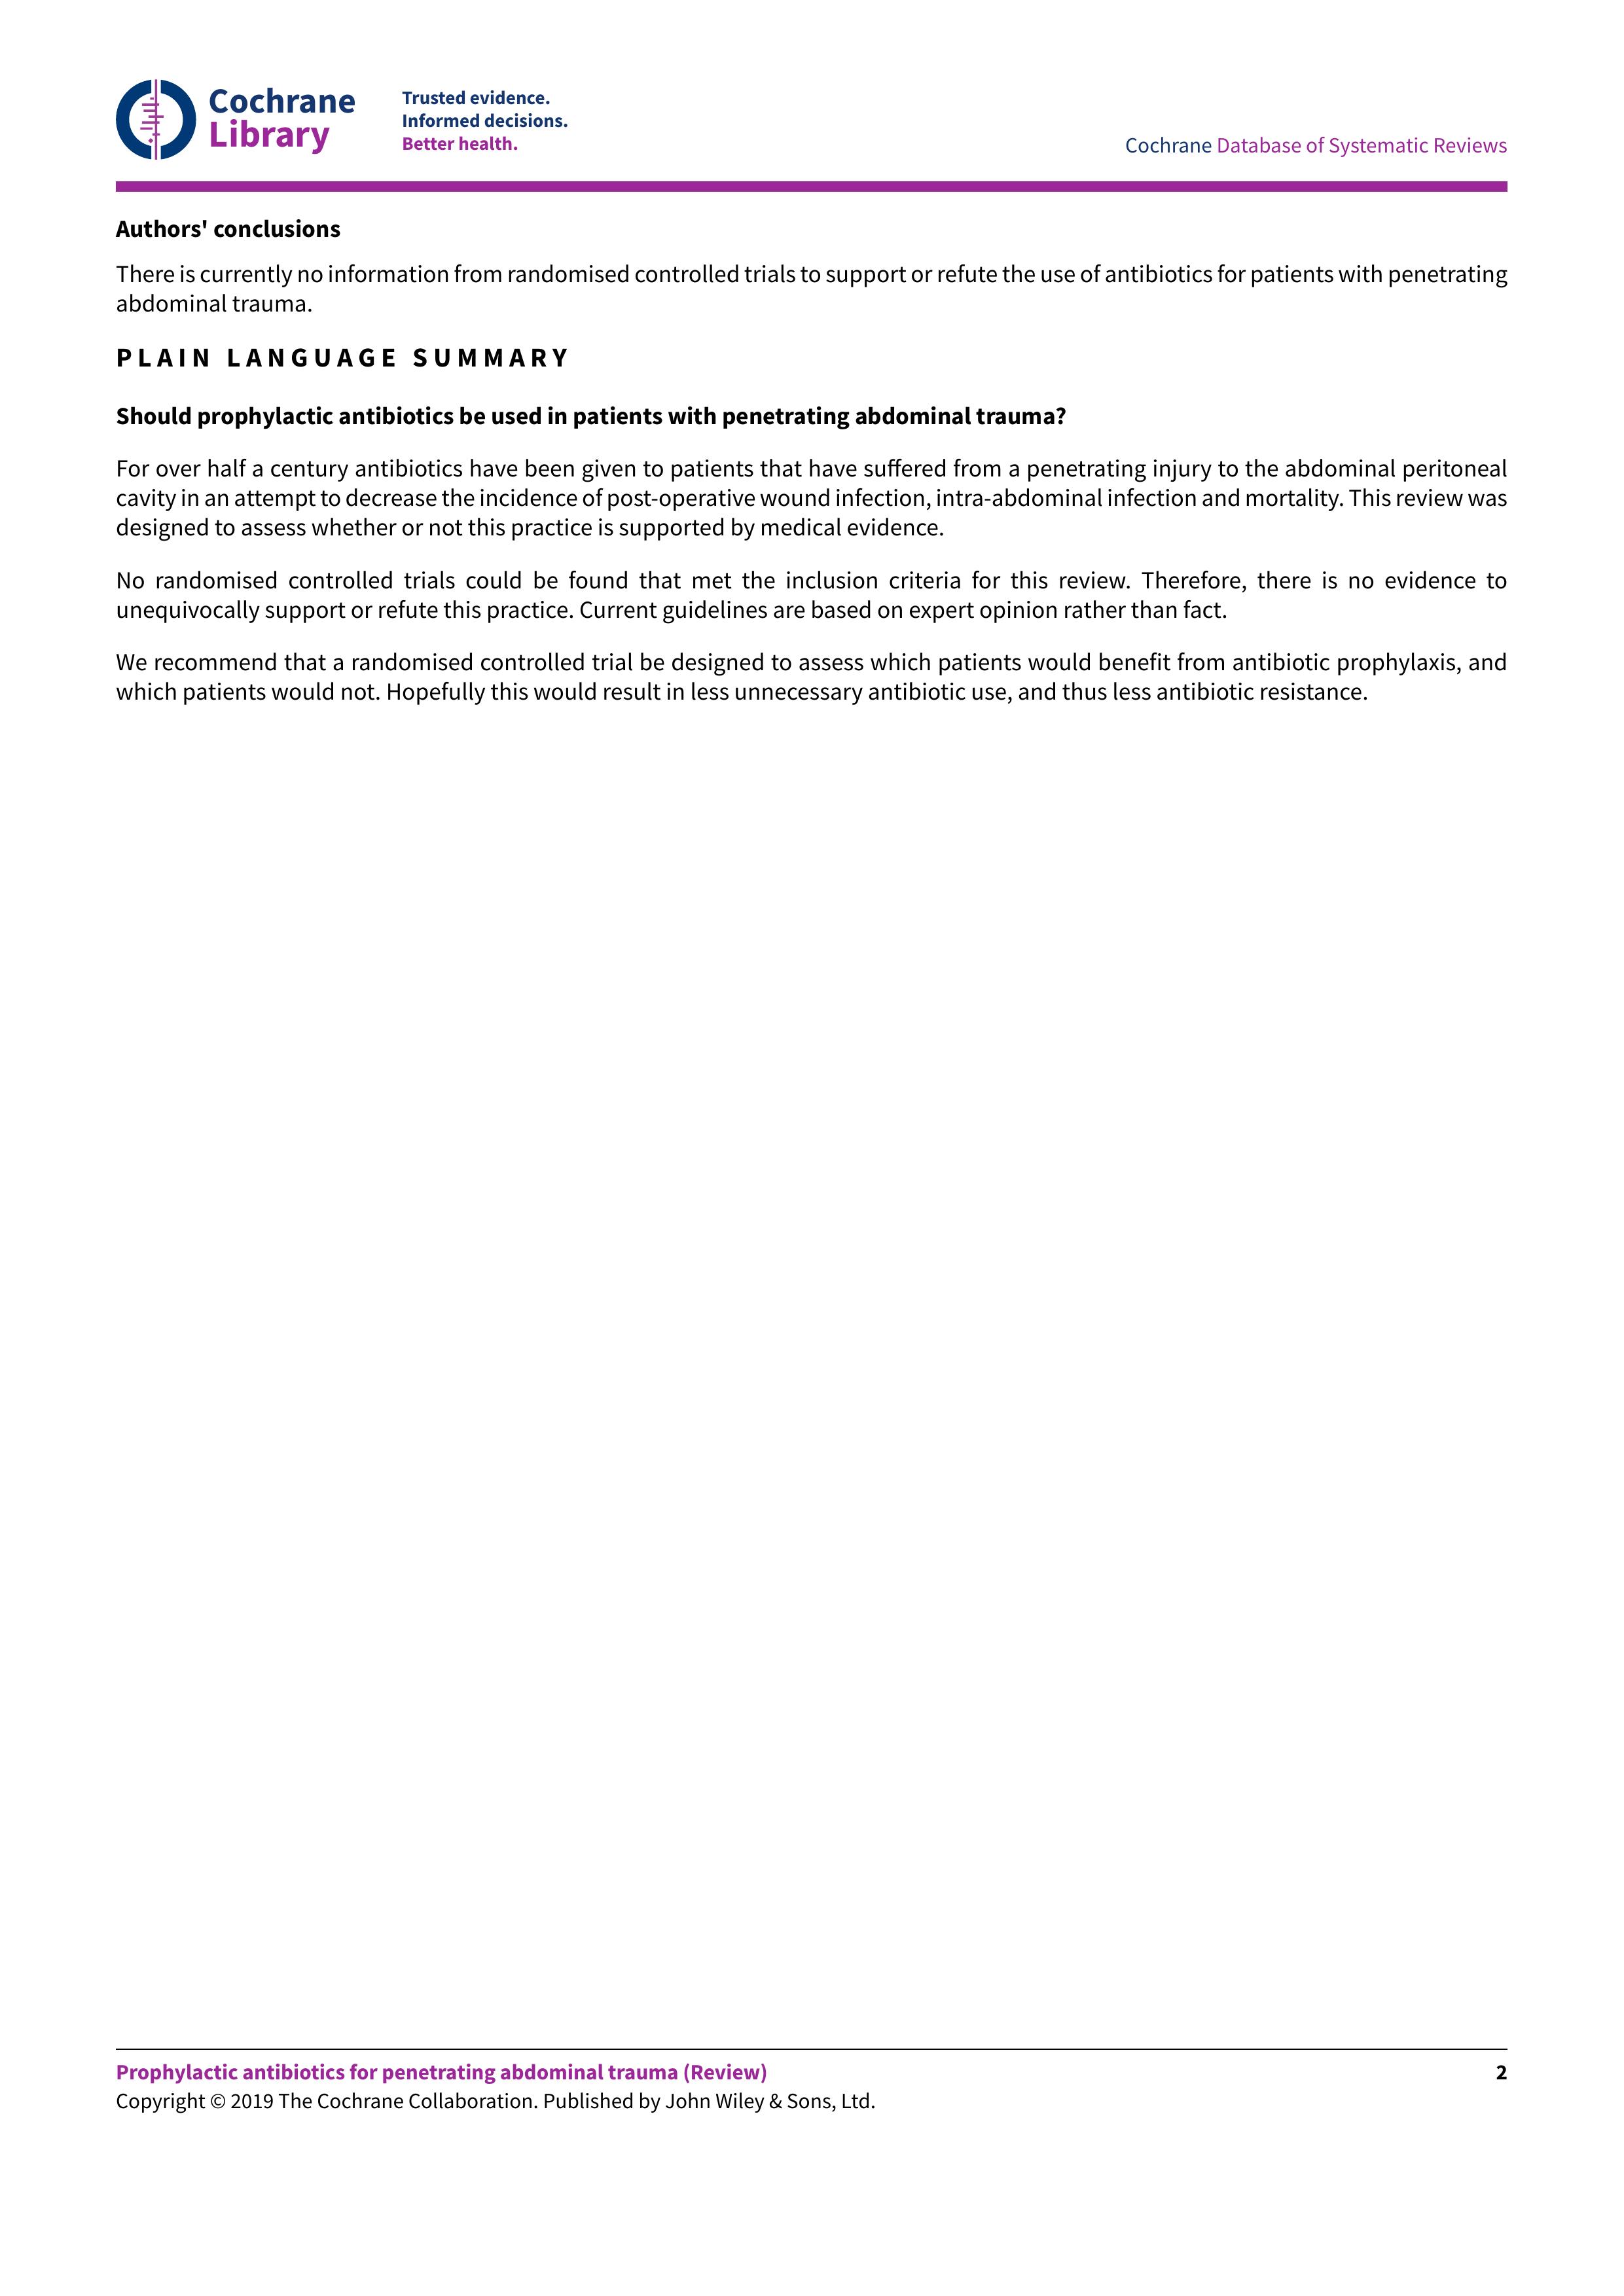 Cochrane
Library
Trusted evidence.
Informed decisions.
Better health.
Cochrane Database of Systematic Reviews
Authors' conclusions
There is currently no information from randomised controlled trials to support or refute the use of antibiotics for patients with penetrating
abdominal trauma.
PLAIN LANGUAGE SUMMARY
Should prophylactic antibiotics be used in patients with penetrating abdominal trauma?
For over half a century antibiotics have been given to patients that have suffered from a penetrating injury to the abdominal peritoneal
cavity in an attempt to decrease the incidence of post-operative wound infection, intra-abdominal infection and mortality. This review was
designed to assess whether or not this practice is supported by medical evidence.
No randomised controlled trials could be found that met the inclusion criteria for this review. Therefore, there is no evidence to
unequivocally support or refute this practice. Current guidelines are based on expert opinion rather than fact.
We recommend that a randomised controlled trial be designed to assess which patients would benefit from antibiotic prophylaxis, and
which patients would not. Hopefully this would result in less unnecessary antibiotic use, and thus less antibiotic resistance.
Prophylactic antibiotics for penetrating abdominal trauma (Review)
2
Copyright © 2019 The Cochrane Collaboration. Published by John Wiley & Sons, Ltd.